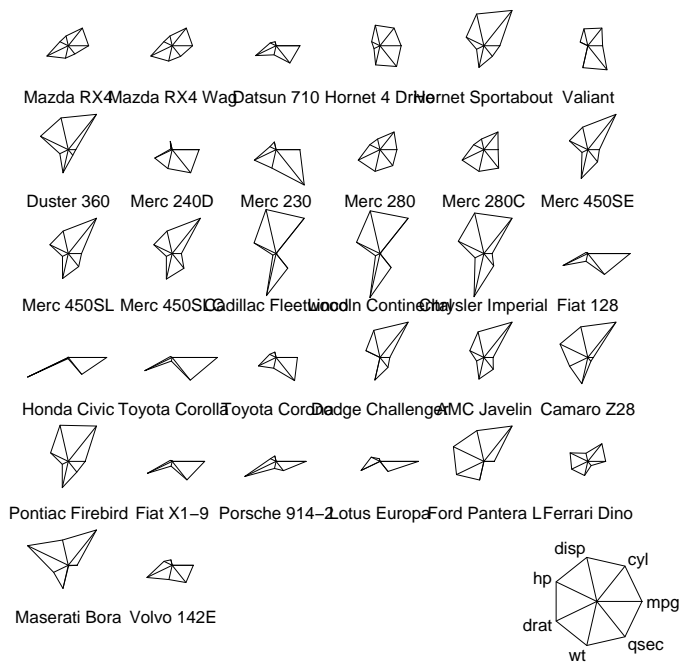 Mazda RX4 Mazda RX4 Wag Datsun 710 Hornet 4 Drive Hornet Sportabout Valiant
Duster 360 Merc 240D Merc 230 Merc 280 Merc 280C Merc 450SE
Merc 450SL Merc 450SLC Cadillac Fleetwood Lincoln Continental Chrysler Imperial Fiat 128
Honda Civic Toyota Corolla Toyota Corona Dodge Challenger AMC Javelin Camaro Z28
Pontiac Firebird Fiat X1−9 Porsche 914−2 Lotus Europa Ford Pantera L Ferrari Dino
Maserati Bora Volvo 142E
disp
cyl
hp
mpg
drat
qsec
wt